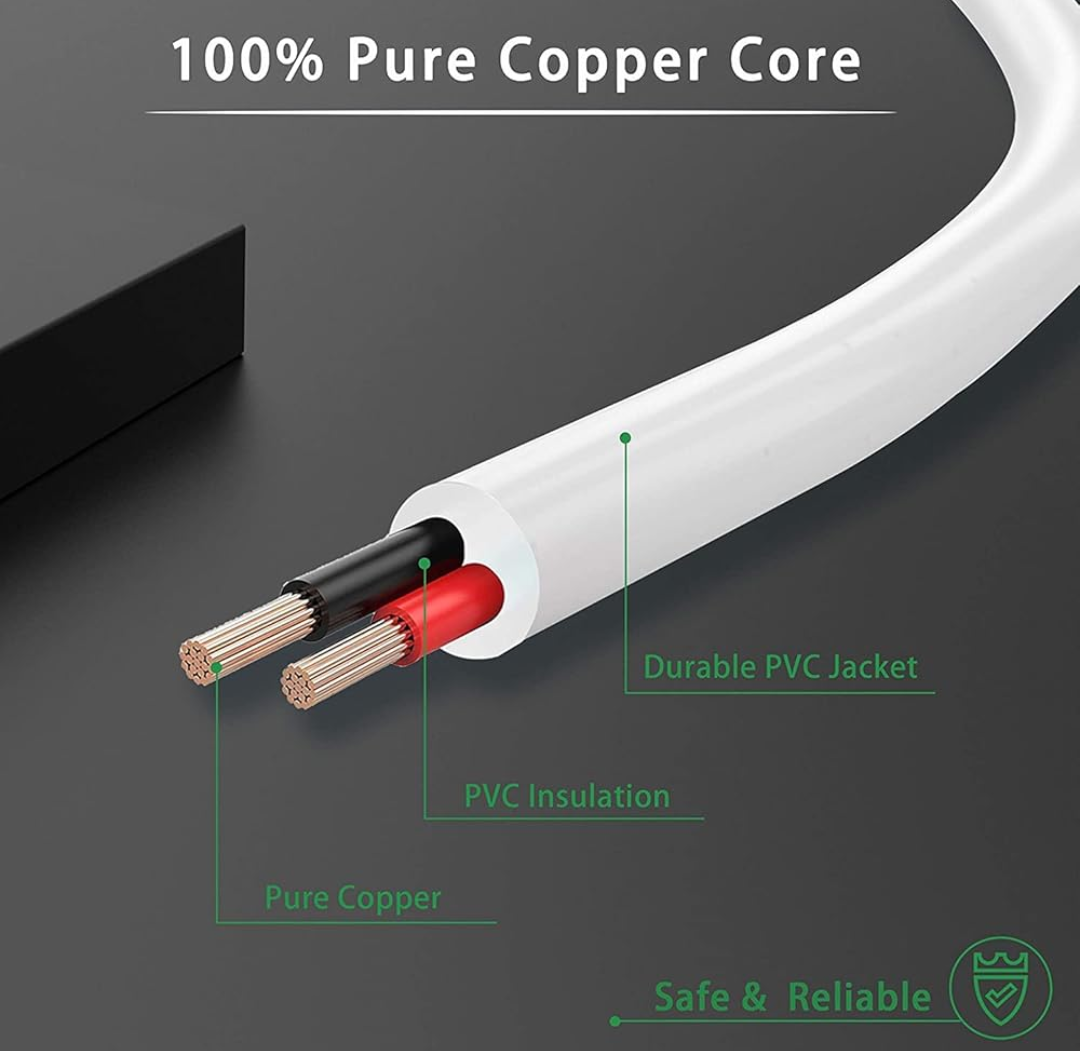 100% Pure Copper Core
Durable PVC Jacket
PVC Insulation
Pure Copper
Safe & Reliable